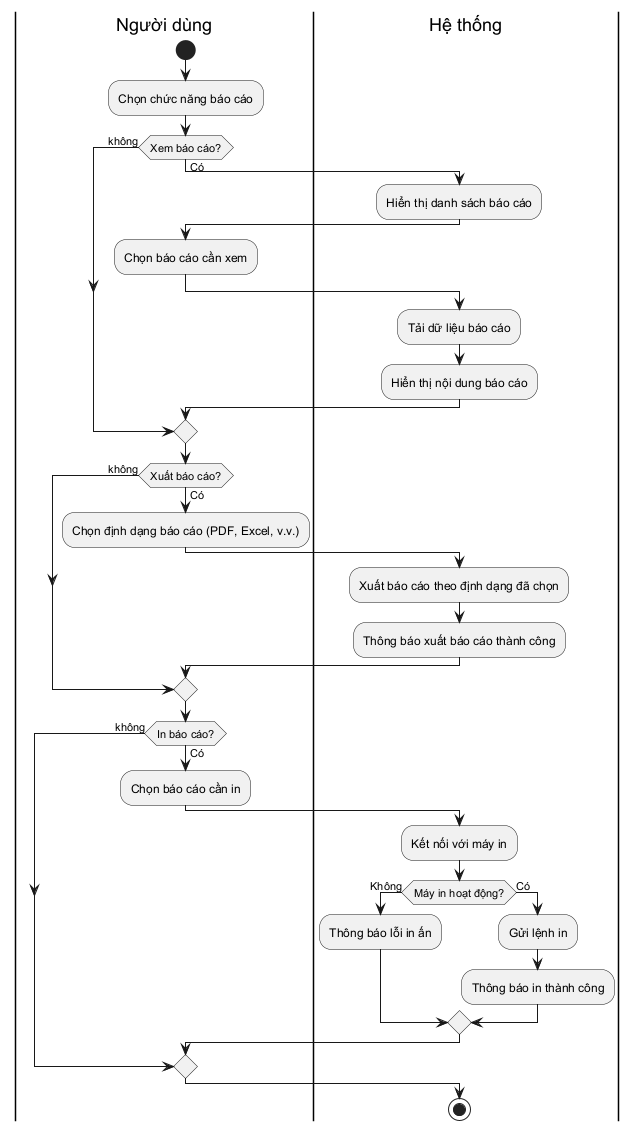 Người dùng
Hệ thống
Chọn chức năng báo cáo
không
Xem báo cáo?
Có
Hiển thị danh sách báo cáo
Chọn báo cáo cần xem
Tải dữ liệu báo cáo
Hiển thị nội dung báo cáo
không
Xuất báo cáo?
Có
Chọn định dạng báo cáo (PDF, Excel, v.v.)
Xuất báo cáo theo định dạng đã chọn
Thông báo xuất báo cáo thành công
không
In báo cáo?
Có
Chọn báo cáo cần in
Kết nối với máy in
Không
Máy in hoạt động?
Có
Thông báo lỗi in ấn
Gửi lệnh in
Thông báo in thành công